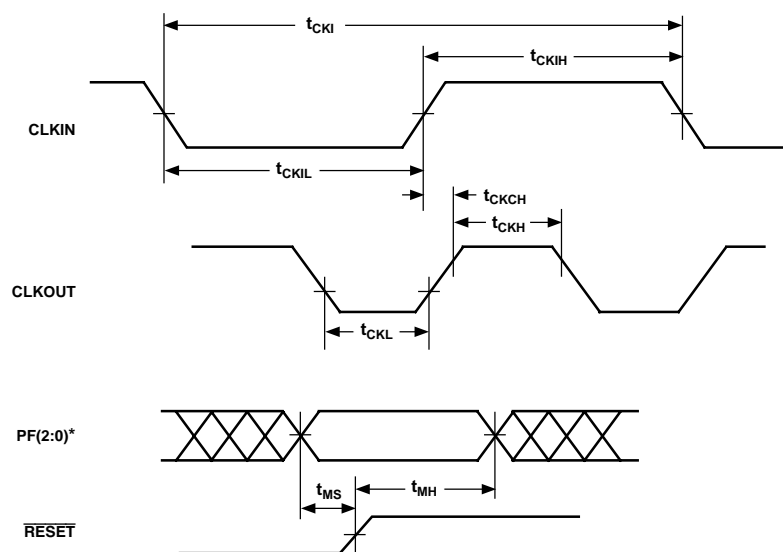 tCKI
tCKIH
CLKIN
tCKIL
tCKCH
tCKH
CLKOUT
tCKL
PF(2:0)*
tMS
tMH
RESET